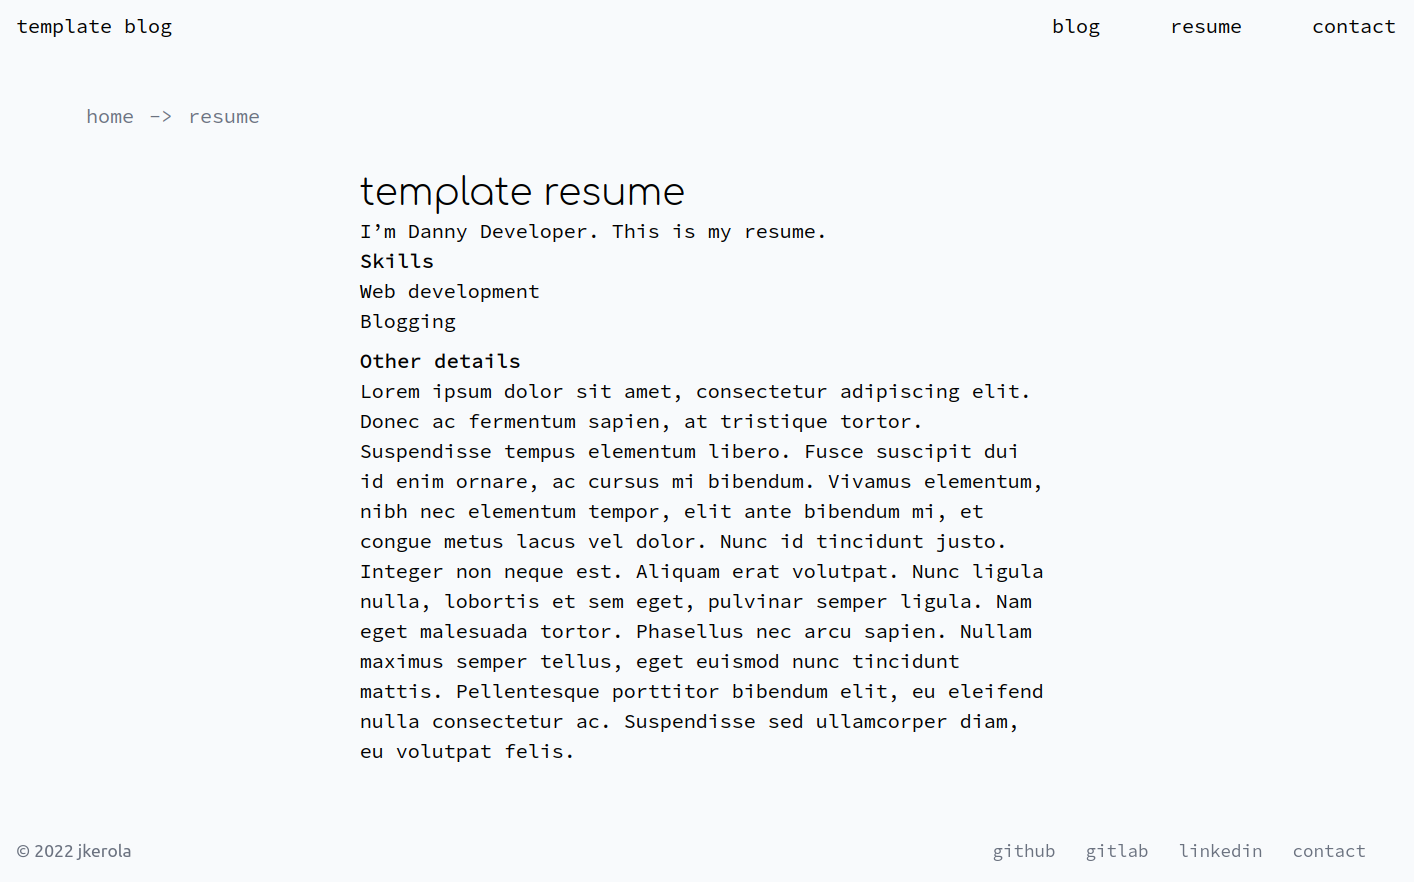 template blog blog resume contact
home -> resume
template resume
I’m Danny Developer. This is my resume.
Skills
Web development
Blogging
Other details
Lorem ipsum dolor sit amet, consectetur adipiscing elit.
Donec ac fermentum sapien, at tristique tortor.
Suspendisse tempus elementum libero. Fusce suscipit dui
id enim ornare, ac cursus mi bibendum. Vivamus elementum,
nibh nec elementum tempor, elit ante bibendum mi, et
congue metus lacus vel dolor. Nunc id tincidunt justo.
Integer non neque est. Aliquam erat volutpat. Nunc ligula
nulla, lobortis et sem eget, pulvinar semper ligula. Nam
eget malesuada tortor. Phasellus nec arcu sapien. Nullam
maximus semper tellus, eget euismod nunc tincidunt
mattis. Pellentesque porttitor bibendum elit, eu eleifend
nulla consectetur ac. Suspendisse sed ullamcorper diam,
eu volutpat felis.
© 2022 jkerola github gitlab linkedin contact